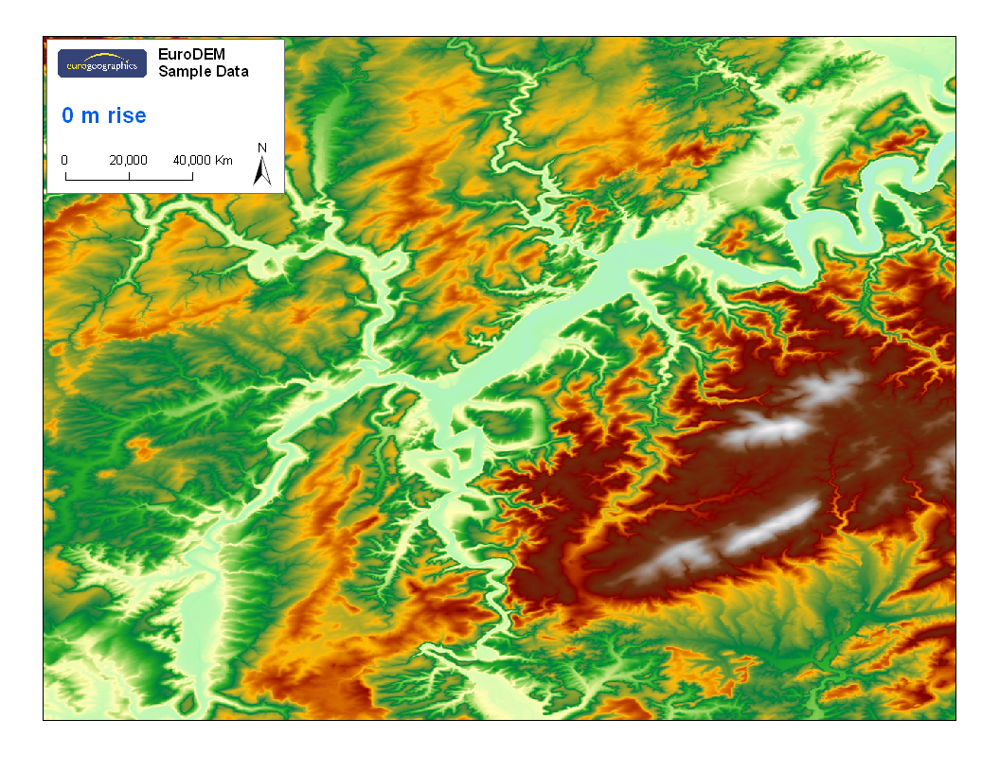 eurogeographics
EuroDEM
Sample Data
0 m rise
N
0 20,000 40,000 Km